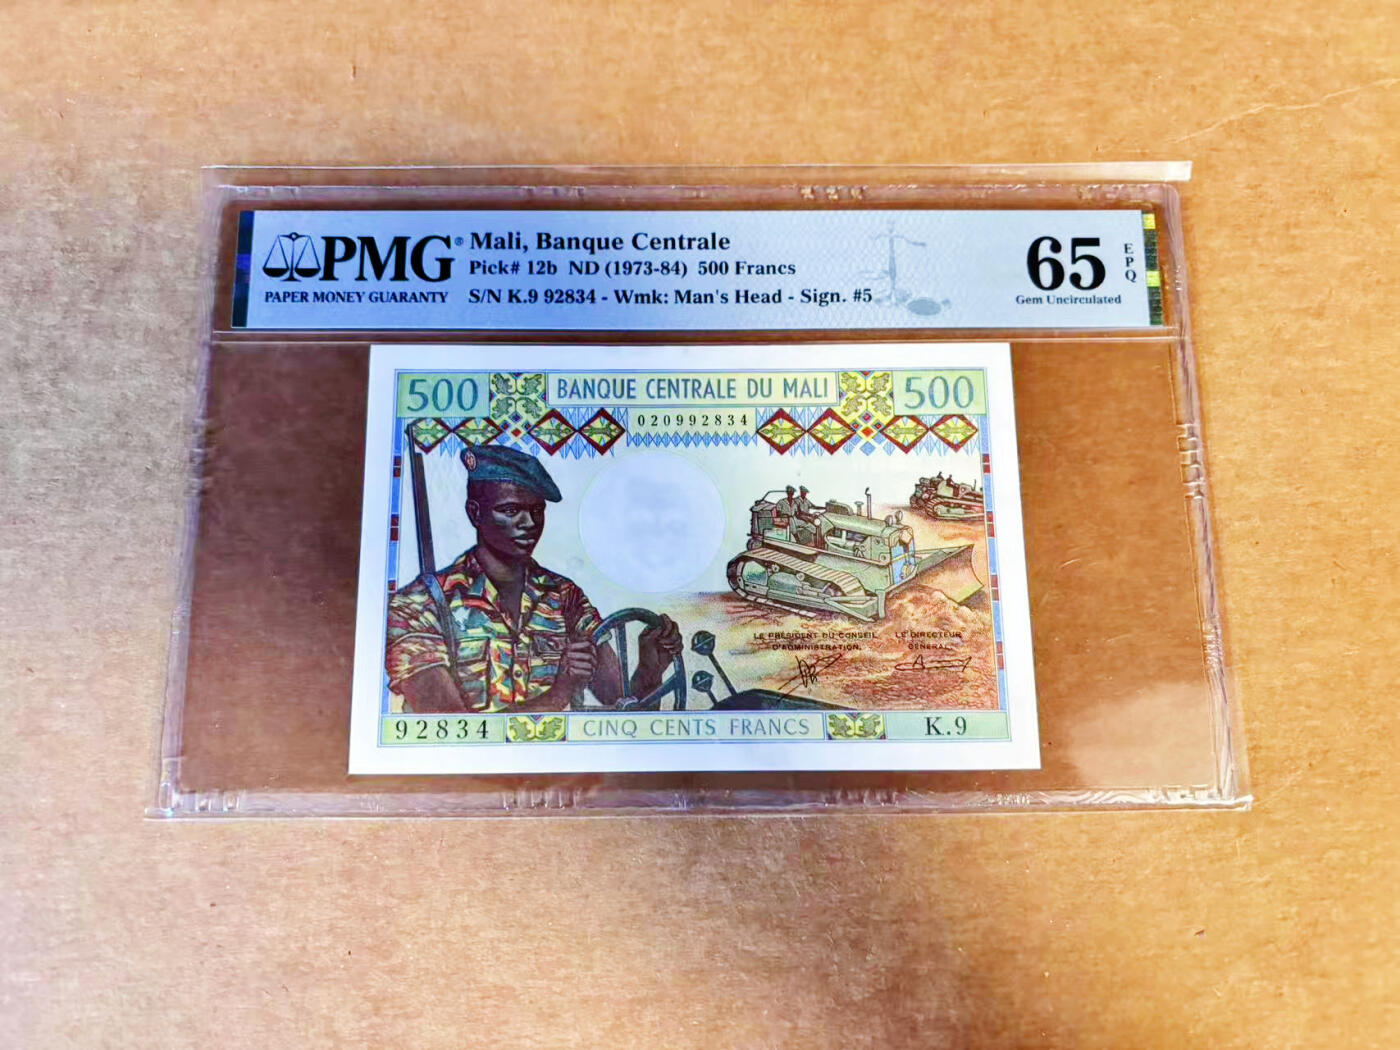 PMG®
PAPER MONEY GUARANTY
Mali, Banque Centrale
Pick# 12b ND (1973-84) 500 Francs
S/N K.9 92834 - Wmk: Man's Head - Sign. #5
65
EPQ
Gem Uncirculated
500
BANQUE CENTRALE DU MALI
500
020992834
LE PRÉSIDENT DU CONSEIL
D'ADMINISTRATION,
LE DIRECTEUR
GÉNÉRAL,
92834
CINQ CENTS FRANCS
K.9